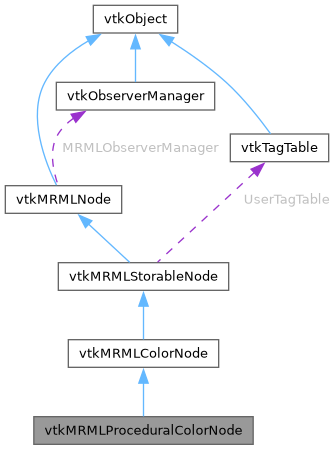 vtkObject
vtkObserverManager
MRMLObserverManager
vtkTagTable
vtkMRMLNode
UserTagTable
vtkMRMLStorableNode
vtkMRMLColorNode
vtkMRMLProceduralColorNode